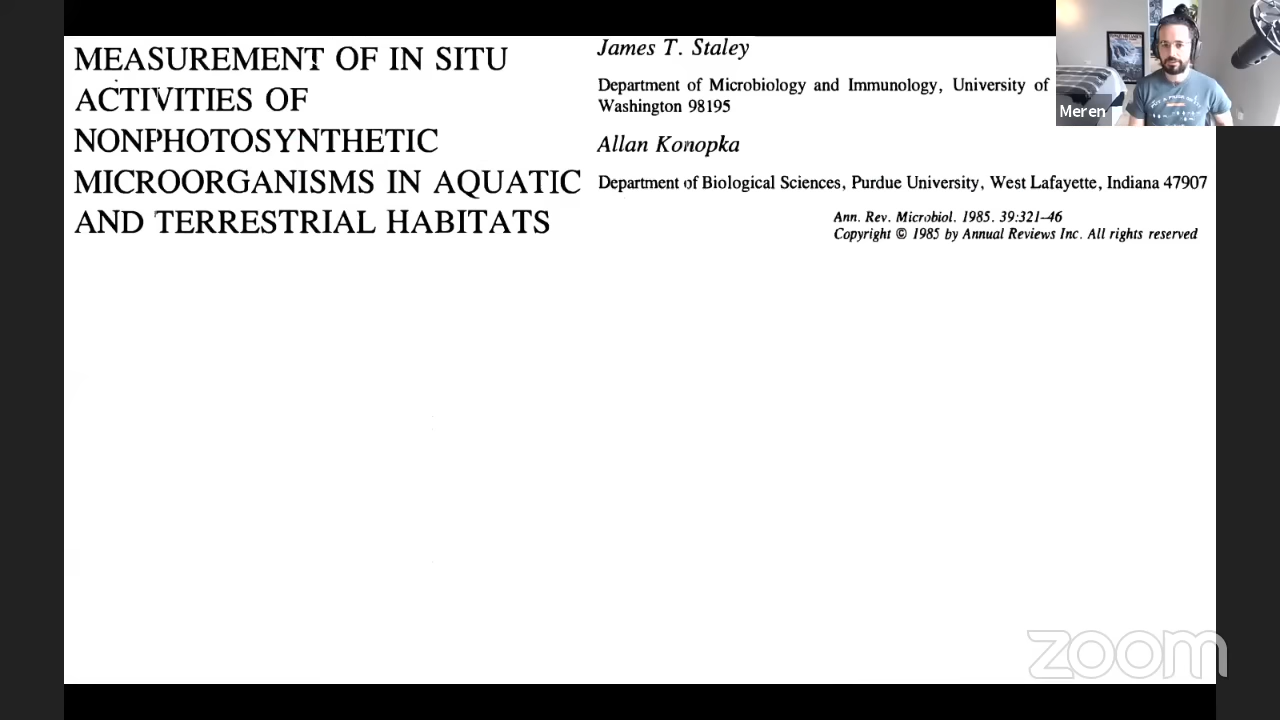 MEASUREMENT OF IN SITU
ACTIVITIES OF
NONPHOTOSYNTHETIC
MICROORGANISMS IN AQUATIC
AND TERRESTRIAL HABITATS
James T. Staley
Department of Microbiology and Immunology, University of
Washington 98195
Allan Konopka
Department of Biological Sciences, Purdue University, West Lafayette, Indiana 47907
Ann. Rev. Microbiol. 1985. 39:321–46
Copyright © 1985 by Annual Reviews Inc. All rights reserved
Meren
zoom